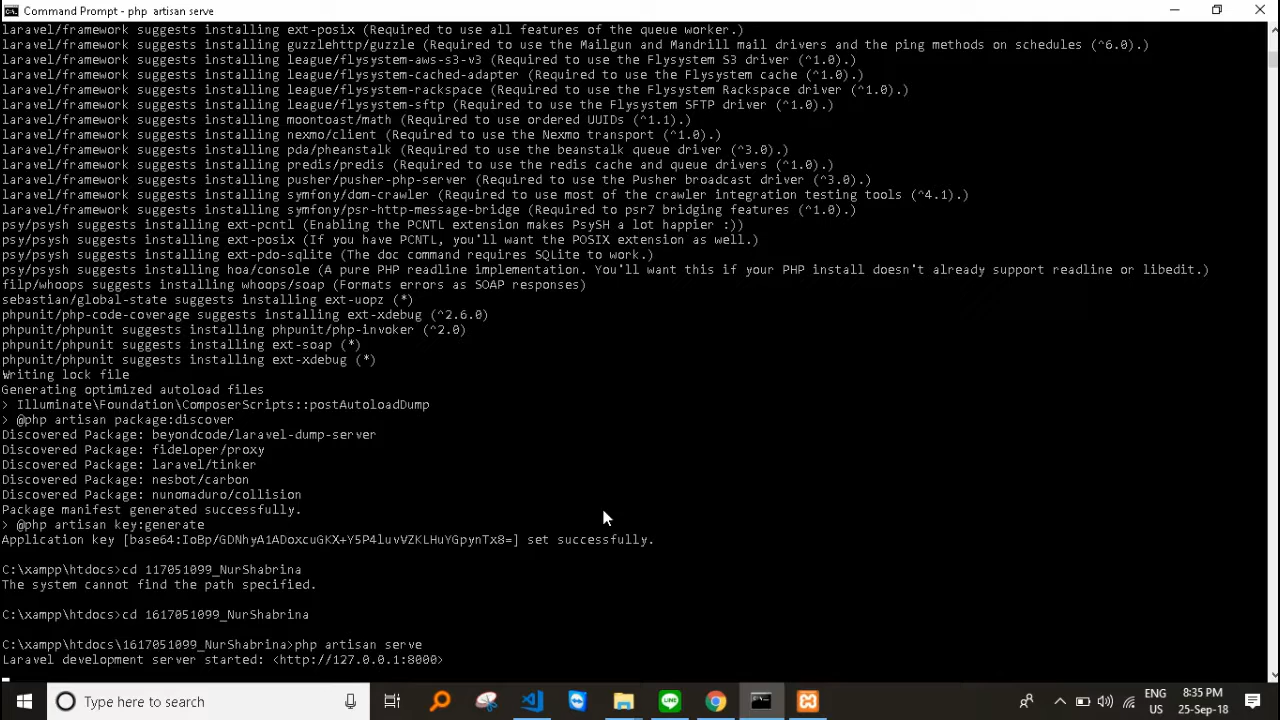 Command Prompt - php  artisan serve
laravel/framework suggests installing ext-posix (Required to use all features of the queue worker.)
laravel/framework suggests installing guzzlehttp/guzzle (Required to use the Mailgun and Mandrill mail drivers and the ping methods on schedules (^6.0).)
laravel/framework suggests installing league/flysystem-aws-s3-v3 (Required to use the Flysystem S3 driver (^1.0).)
laravel/framework suggests installing league/flysystem-cached-adapter (Required to use the Flysystem cache (^1.0).)
laravel/framework suggests installing league/flysystem-rackspace (Required to use the Flysystem Rackspace driver (^1.0).)
laravel/framework suggests installing league/flysystem-sftp (Required to use the Flysystem SFTP driver (^1.0).)
laravel/framework suggests installing moontoast/math (Required to use ordered UUIDs (^1.1).)
laravel/framework suggests installing nexmo/client (Required to use the Nexmo transport (^1.0).)
laravel/framework suggests installing pda/pheanstalk (Required to use the beanstalk queue driver (^3.0).)
laravel/framework suggests installing predis/predis (Required to use the redis cache and queue drivers (^1.0).)
laravel/framework suggests installing pusher/pusher-php-server (Required to use the Pusher broadcast driver (^3.0).)
laravel/framework suggests installing symfony/dom-crawler (Required to use most of the crawler integration testing tools (^4.1).)
laravel/framework suggests installing symfony/psr-http-message-bridge (Required to psr7 bridging features (^1.0).)
psy/psysh suggests installing ext-pcntl (Enabling the PCNTL extension makes PsySH a lot happier :))
psy/psysh suggests installing ext-posix (If you have PCNTL, you'll want the POSIX extension as well.)
psy/psysh suggests installing ext-pdo-sqlite (The doc command requires SQLite to work.)
psy/psysh suggests installing hoa/console (A pure PHP readline implementation. You'll want this if your PHP install doesn't already support readline or libedit.)
filp/whoops suggests installing whoops/soap (Formats errors as SOAP responses)
sebastian/global-state suggests installing ext-uopz (*)
phpunit/php-code-coverage suggests installing ext-xdebug (^2.6.0)
phpunit/phpunit suggests installing phpunit/php-invoker (^2.0)
phpunit/phpunit suggests installing ext-soap (*)
phpunit/phpunit suggests installing ext-xdebug (*)
Writing lock file
Generating optimized autoload files
> Illuminate\Foundation\ComposerScripts::postAutoloadDump
> @php artisan package:discover
Discovered Package: beyondcode/laravel-dump-server
Discovered Package: fideloper/proxy
Discovered Package: laravel/tinker
Discovered Package: nesbot/carbon
Discovered Package: nunomaduro/collision
Package manifest generated successfully.
> @php artisan key:generate
Application key [base64:IoBp/GDNhyA1ADoxcuGKX+Y5P4luvVZKLHuYGpynTx8=] set successfully.
C:\xampp\htdocs>cd 117051099_NurShabrina
The system cannot find the path specified.
C:\xampp\htdocs>cd 1617051099_NurShabrina
C:\xampp\htdocs\1617051099_NurShabrina>php artisan serve
Laravel development server started: <http://127.0.0.1:8000>
Type here to search
ENG
US
8:35 PM
25-Sep-18